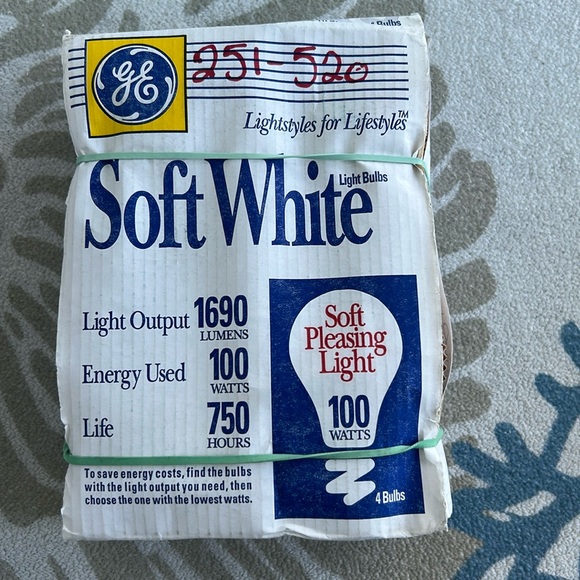 4 Bulbs
GE
251-520
Lightstyles for Lifestyles™
Soft White
Light Bulbs
Light Output 1690
LUMENS
Energy Used 100
WATTS
Life 750
HOURS
To save energy costs, find the bulbs
with the light output you need, then
choose the one with the lowest watts.
Soft
Pleasing
Light
100
WATTS
4 Bulbs